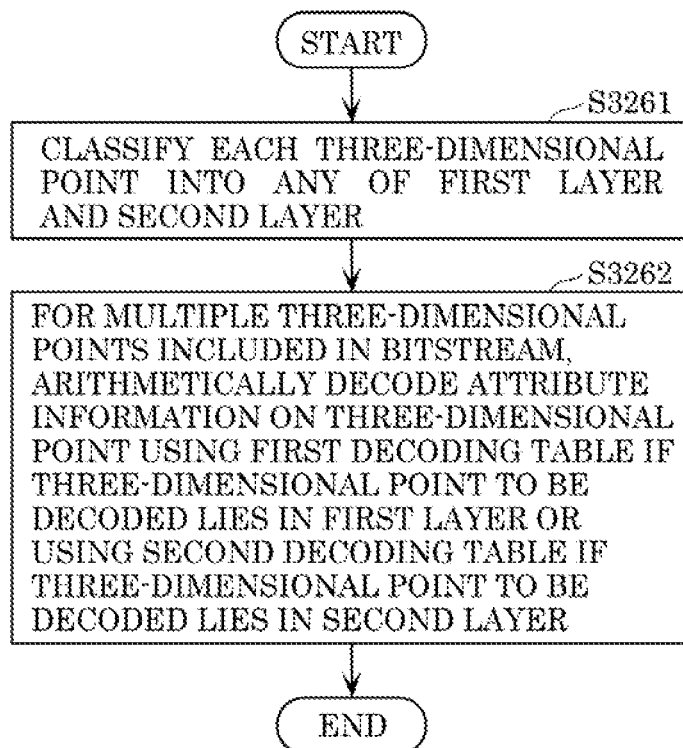 START
S3261
CLASSIFY EACH THREE-DIMENSIONAL
POINT INTO ANY OF FIRST LAYER
AND SECOND LAYER
S3262
FOR MULTIPLE THREE-DIMENSIONAL
POINTS INCLUDED IN BITSTREAM,
ARITHMETICALLY DECODE ATTRIBUTE
INFORMATION ON THREE-DIMENSIONAL
POINT USING FIRST DECODING TABLE IF
THREE-DIMENSIONAL POINT TO BE
DECODED LIES IN FIRST LAYER OR
USING SECOND DECODING TABLE IF
THREE-DIMENSIONAL POINT TO BE
DECODED LIES IN SECOND LAYER
END